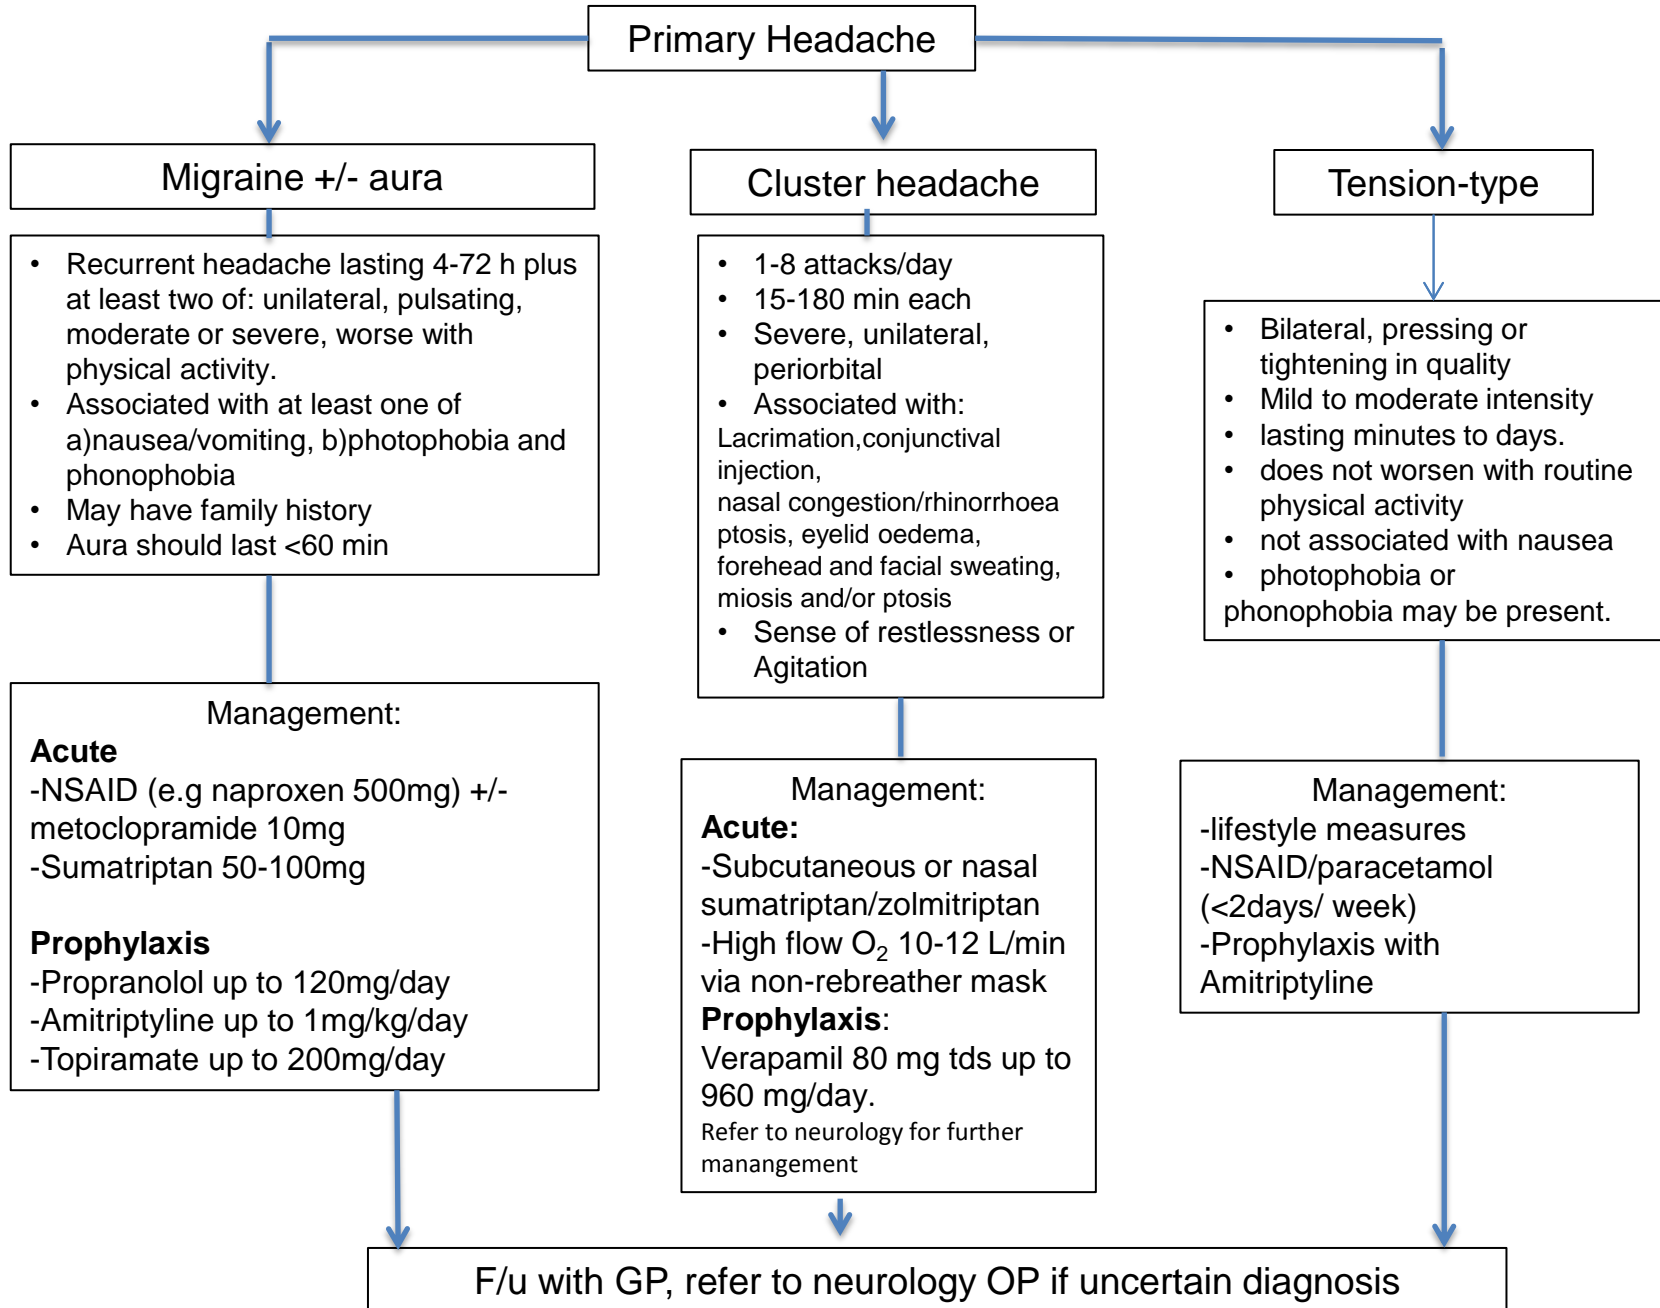 Primary Headache
Migraine +/- aura
• Recurrent headache lasting 4-72 h plus
at least two of: unilateral, pulsating,
moderate or severe, worse with
physical activity.
• Associated with at least one of
a)nausea/vomiting, b)photophobia and
phonophobia
• May have family history
• Aura should last <60 min
Management:
Acute
-NSAID (e.g naproxen 500mg) +/-
metoclopramide 10mg
-Sumatriptan 50-100mg
Prophylaxis
-Propranolol up to 120mg/day
-Amitriptyline up to 1mg/kg/day
-Topiramate up to 200mg/day
Cluster headache
• 1-8 attacks/day
• 15-180 min each
• Severe, unilateral,
periorbital
• Associated with:
Lacrimation,conjunctival
injection,
nasal congestion/rhinorrhoea
ptosis, eyelid oedema,
forehead and facial sweating,
miosis and/or ptosis
• Sense of restlessness or
Agitation
Management:
Acute:
-Subcutaneous or nasal
sumatriptan/zolmitriptan
-High flow O₂ 10-12 L/min
via non-rebreather mask
Prophylaxis:
Verapamil 80 mg tds up to
960 mg/day.
Refer to neurology for further
manangement
Tension-type
• Bilateral, pressing or
tightening in quality
• Mild to moderate intensity
• lasting minutes to days.
• does not worsen with routine
physical activity
• not associated with nausea
• photophobia or
phonophobia may be present.
Management:
-lifestyle measures
-NSAID/paracetamol
(<2days/ week)
-Prophylaxis with
Amitriptyline
F/u with GP, refer to neurology OP if uncertain diagnosis